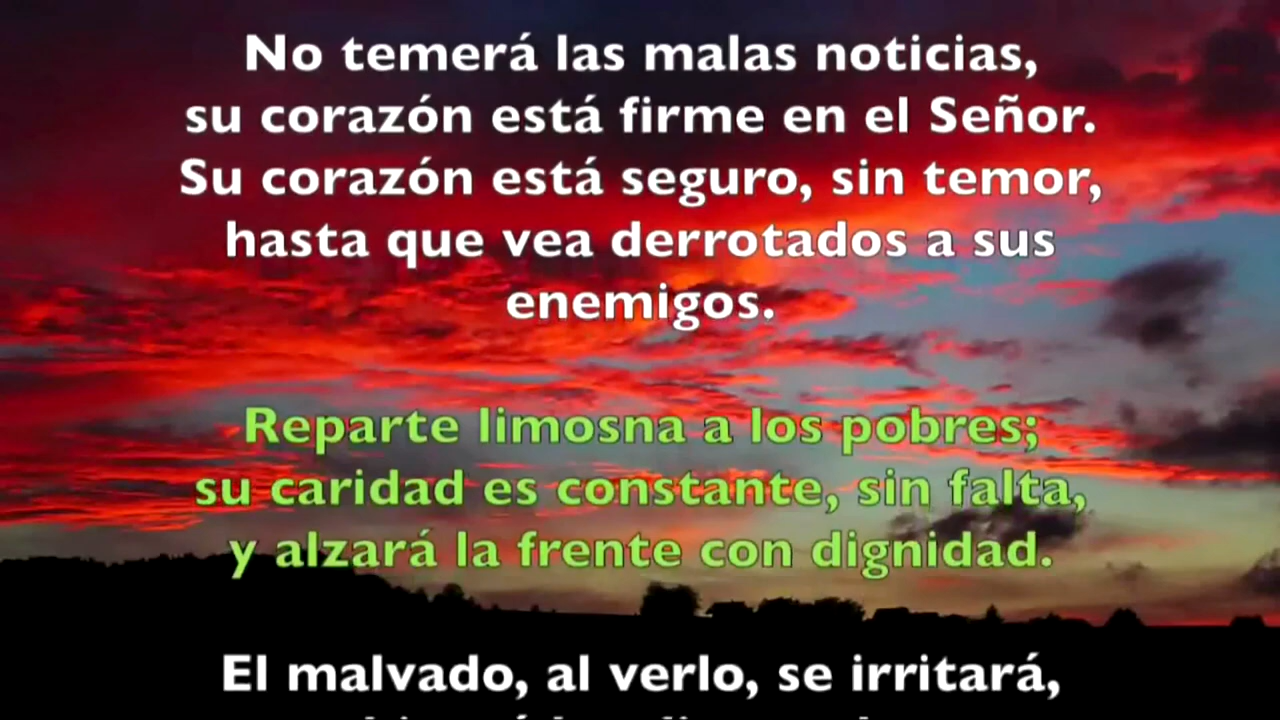 No temerá las malas noticias,
su corazón está firme en el Señor.
Su corazón está seguro, sin temor,
hasta que vea derrotados a sus
enemigos.
Reparte limosna a los pobres;
su caridad es constante, sin falta,
y alzará la frente con dignidad.
El malvado, al verlo, se irritará,